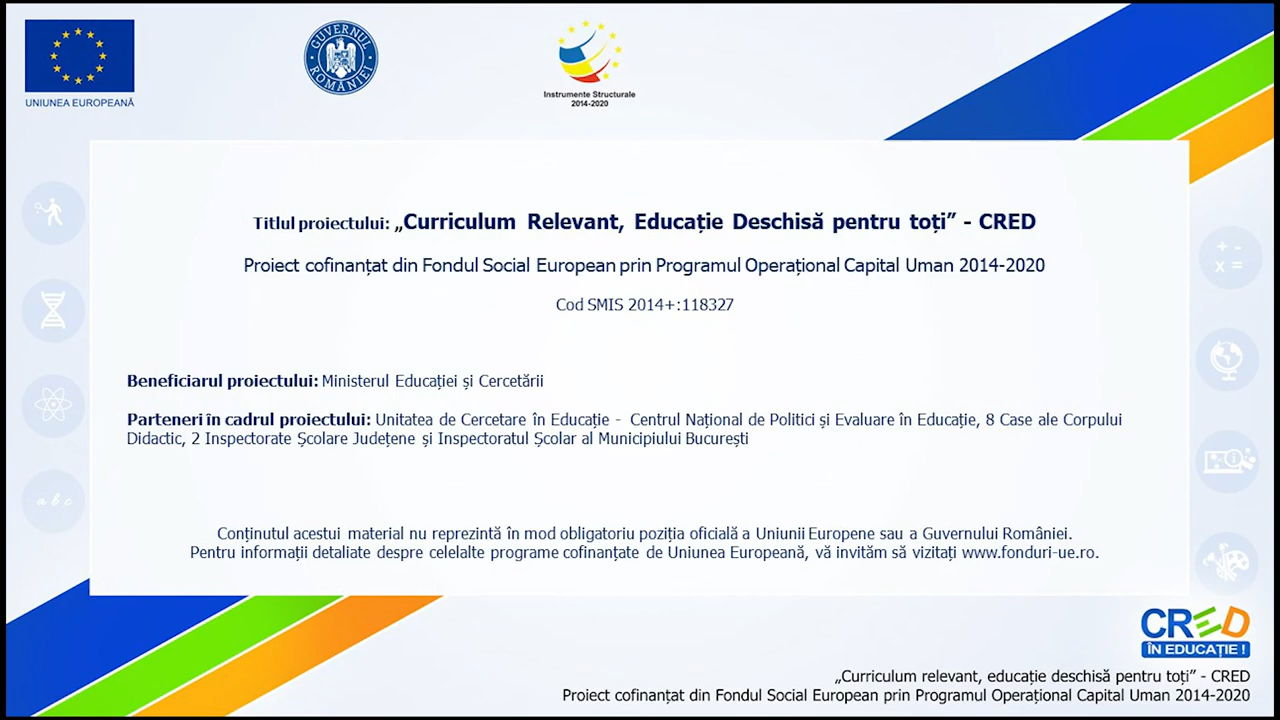 UNIUNEA EUROPEANĂ
GUVERNUL ROMÂNIEI
Instrumente Structurale
2014-2020
Titlul proiectului: „Curriculum Relevant, Educație Deschisă pentru toți” - CRED
Proiect cofinanțat din Fondul Social European prin Programul Operațional Capital Uman 2014-2020
Cod SMIS 2014+:118327
Beneficiarul proiectului: Ministerul Educației și Cercetării
Parteneri în cadrul proiectului: Unitatea de Cercetare în Educație - Centrul Național de Politici și Evaluare în Educație, 8 Case ale Corpului
Didactic, 2 Inspectorate Școlare Județene și Inspectoratul Școlar al Municipiului București
Conținutul acestui material nu reprezintă în mod obligatoriu poziția oficială a Uniunii Europene sau a Guvernului României.
Pentru informații detaliate despre celelalte programe cofinanțate de Uniunea Europeană, vă invităm să vizitați www.fonduri-ue.ro.
+ -
x =
a b c
CRED
ÎN EDUCAȚIE !
„Curriculum relevant, educație deschisă pentru toți” - CRED
Proiect cofinanțat din Fondul Social European prin Programul Operațional Capital Uman 2014-2020